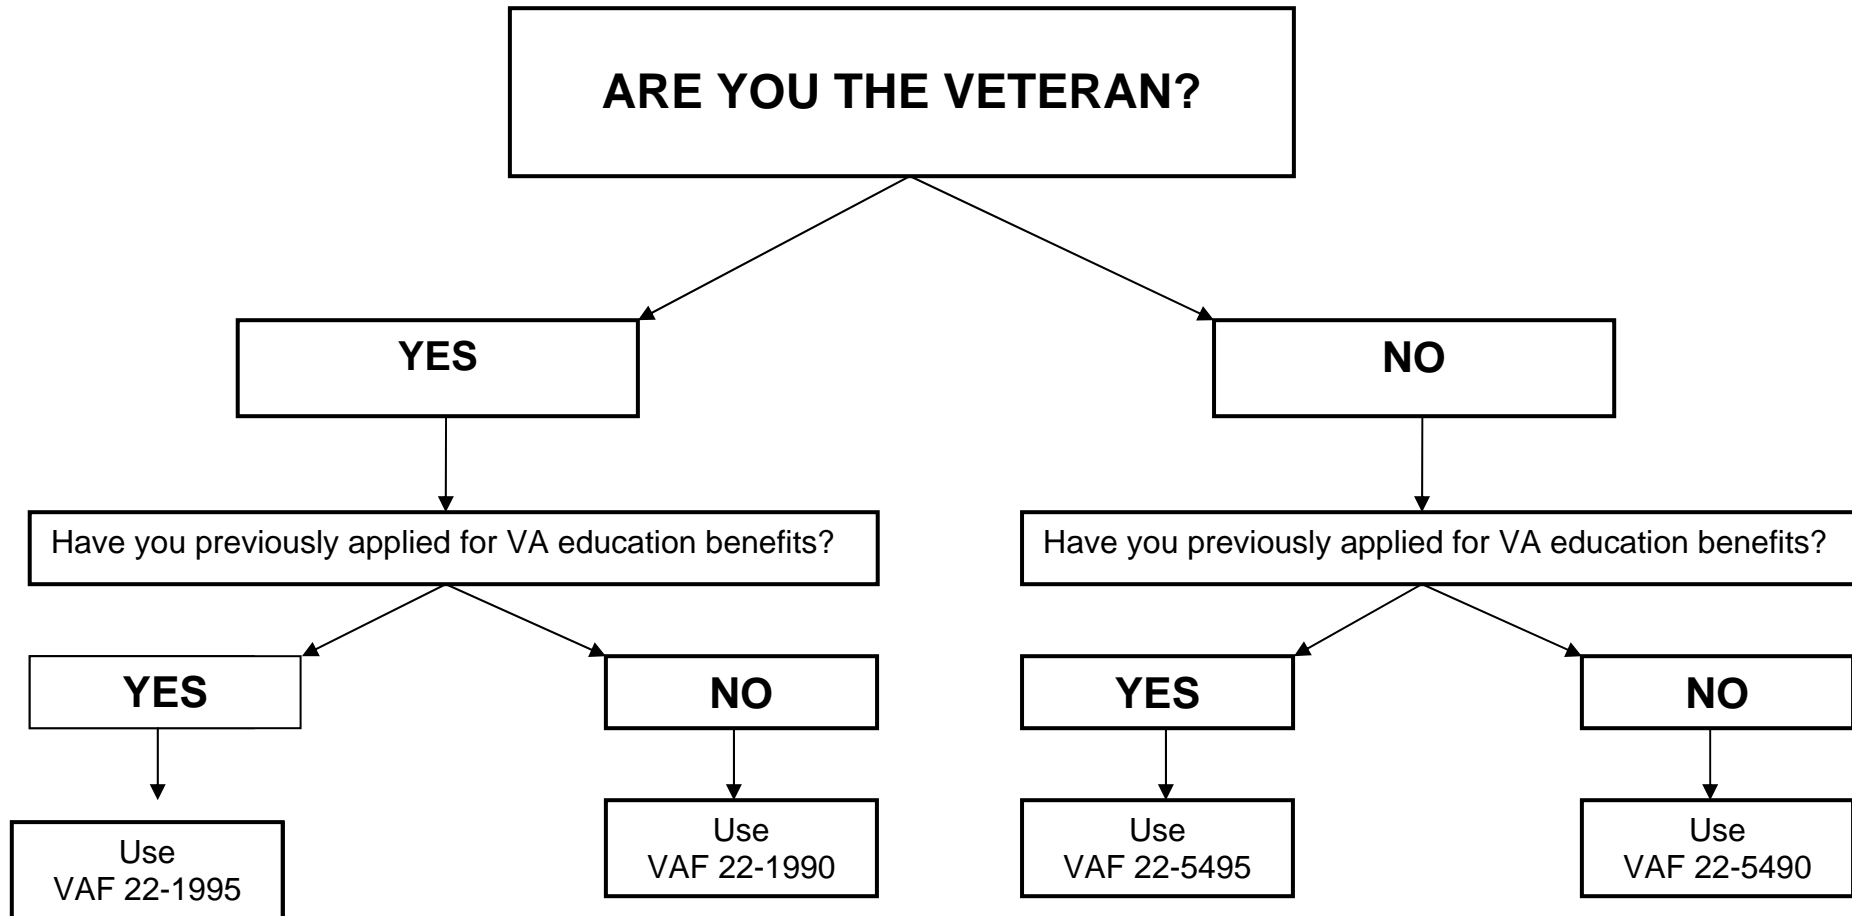 ARE YOU THE VETERAN?
YES
NO
Have you previously applied for VA education benefits?
Have you previously applied for VA education benefits?
YES
NO
YES
NO
Use
VAF 22-1995
Use
VAF 22-1990
Use
VAF 22-5495
Use
VAF 22-5490